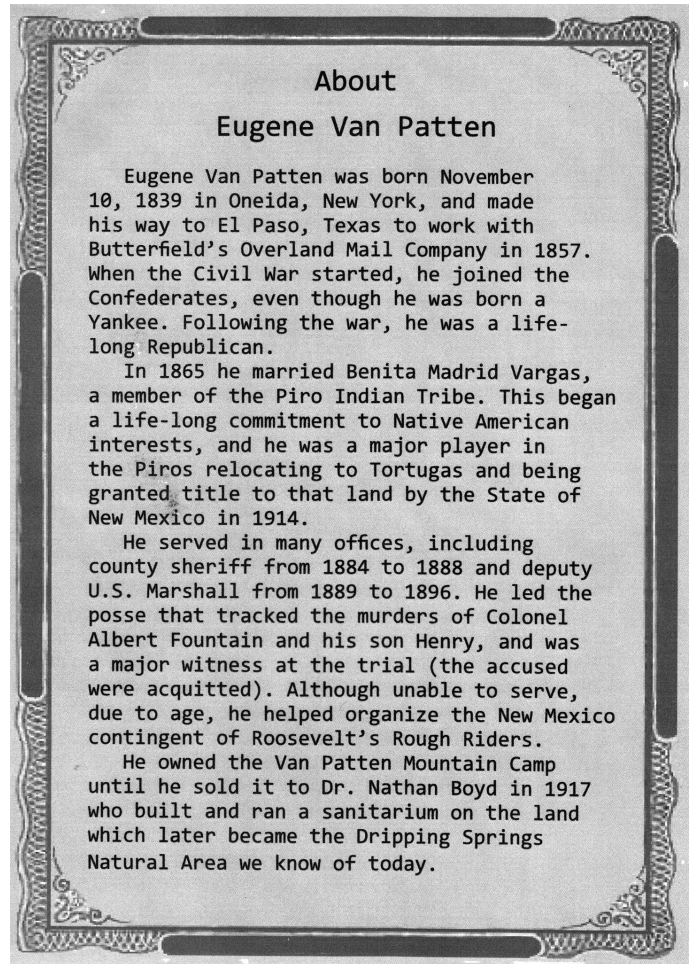 About
Eugene Van Patten
Eugene Van Patten was born November
10, 1839 in Oneida, New York, and made
his way to El Paso, Texas to work with
Butterfield’s Overland Mail Company in 1857.
When the Civil War started, he joined the
Confederates, even though he was born a
Yankee. Following the war, he was a life-
long Republican.
In 1865 he married Benita Madrid Vargas,
a member of the Piro Indian Tribe. This began
a life-long commitment to Native American
interests, and he was a major player in
the Piros relocating to Tortugas and being
granted title to that land by the State of
New Mexico in 1914.
He served in many offices, including
county sheriff from 1884 to 1888 and deputy
U.S. Marshall from 1889 to 1896. He led the
posse that tracked the murders of Colonel
Albert Fountain and his son Henry, and was
a major witness at the trial (the accused
were acquitted). Although unable to serve,
due to age, he helped organize the New Mexico
contingent of Roosevelt’s Rough Riders.
He owned the Van Patten Mountain Camp
until he sold it to Dr. Nathan Boyd in 1917
who built and ran a sanitarium on the land
which later became the Dripping Springs
Natural Area we know of today.